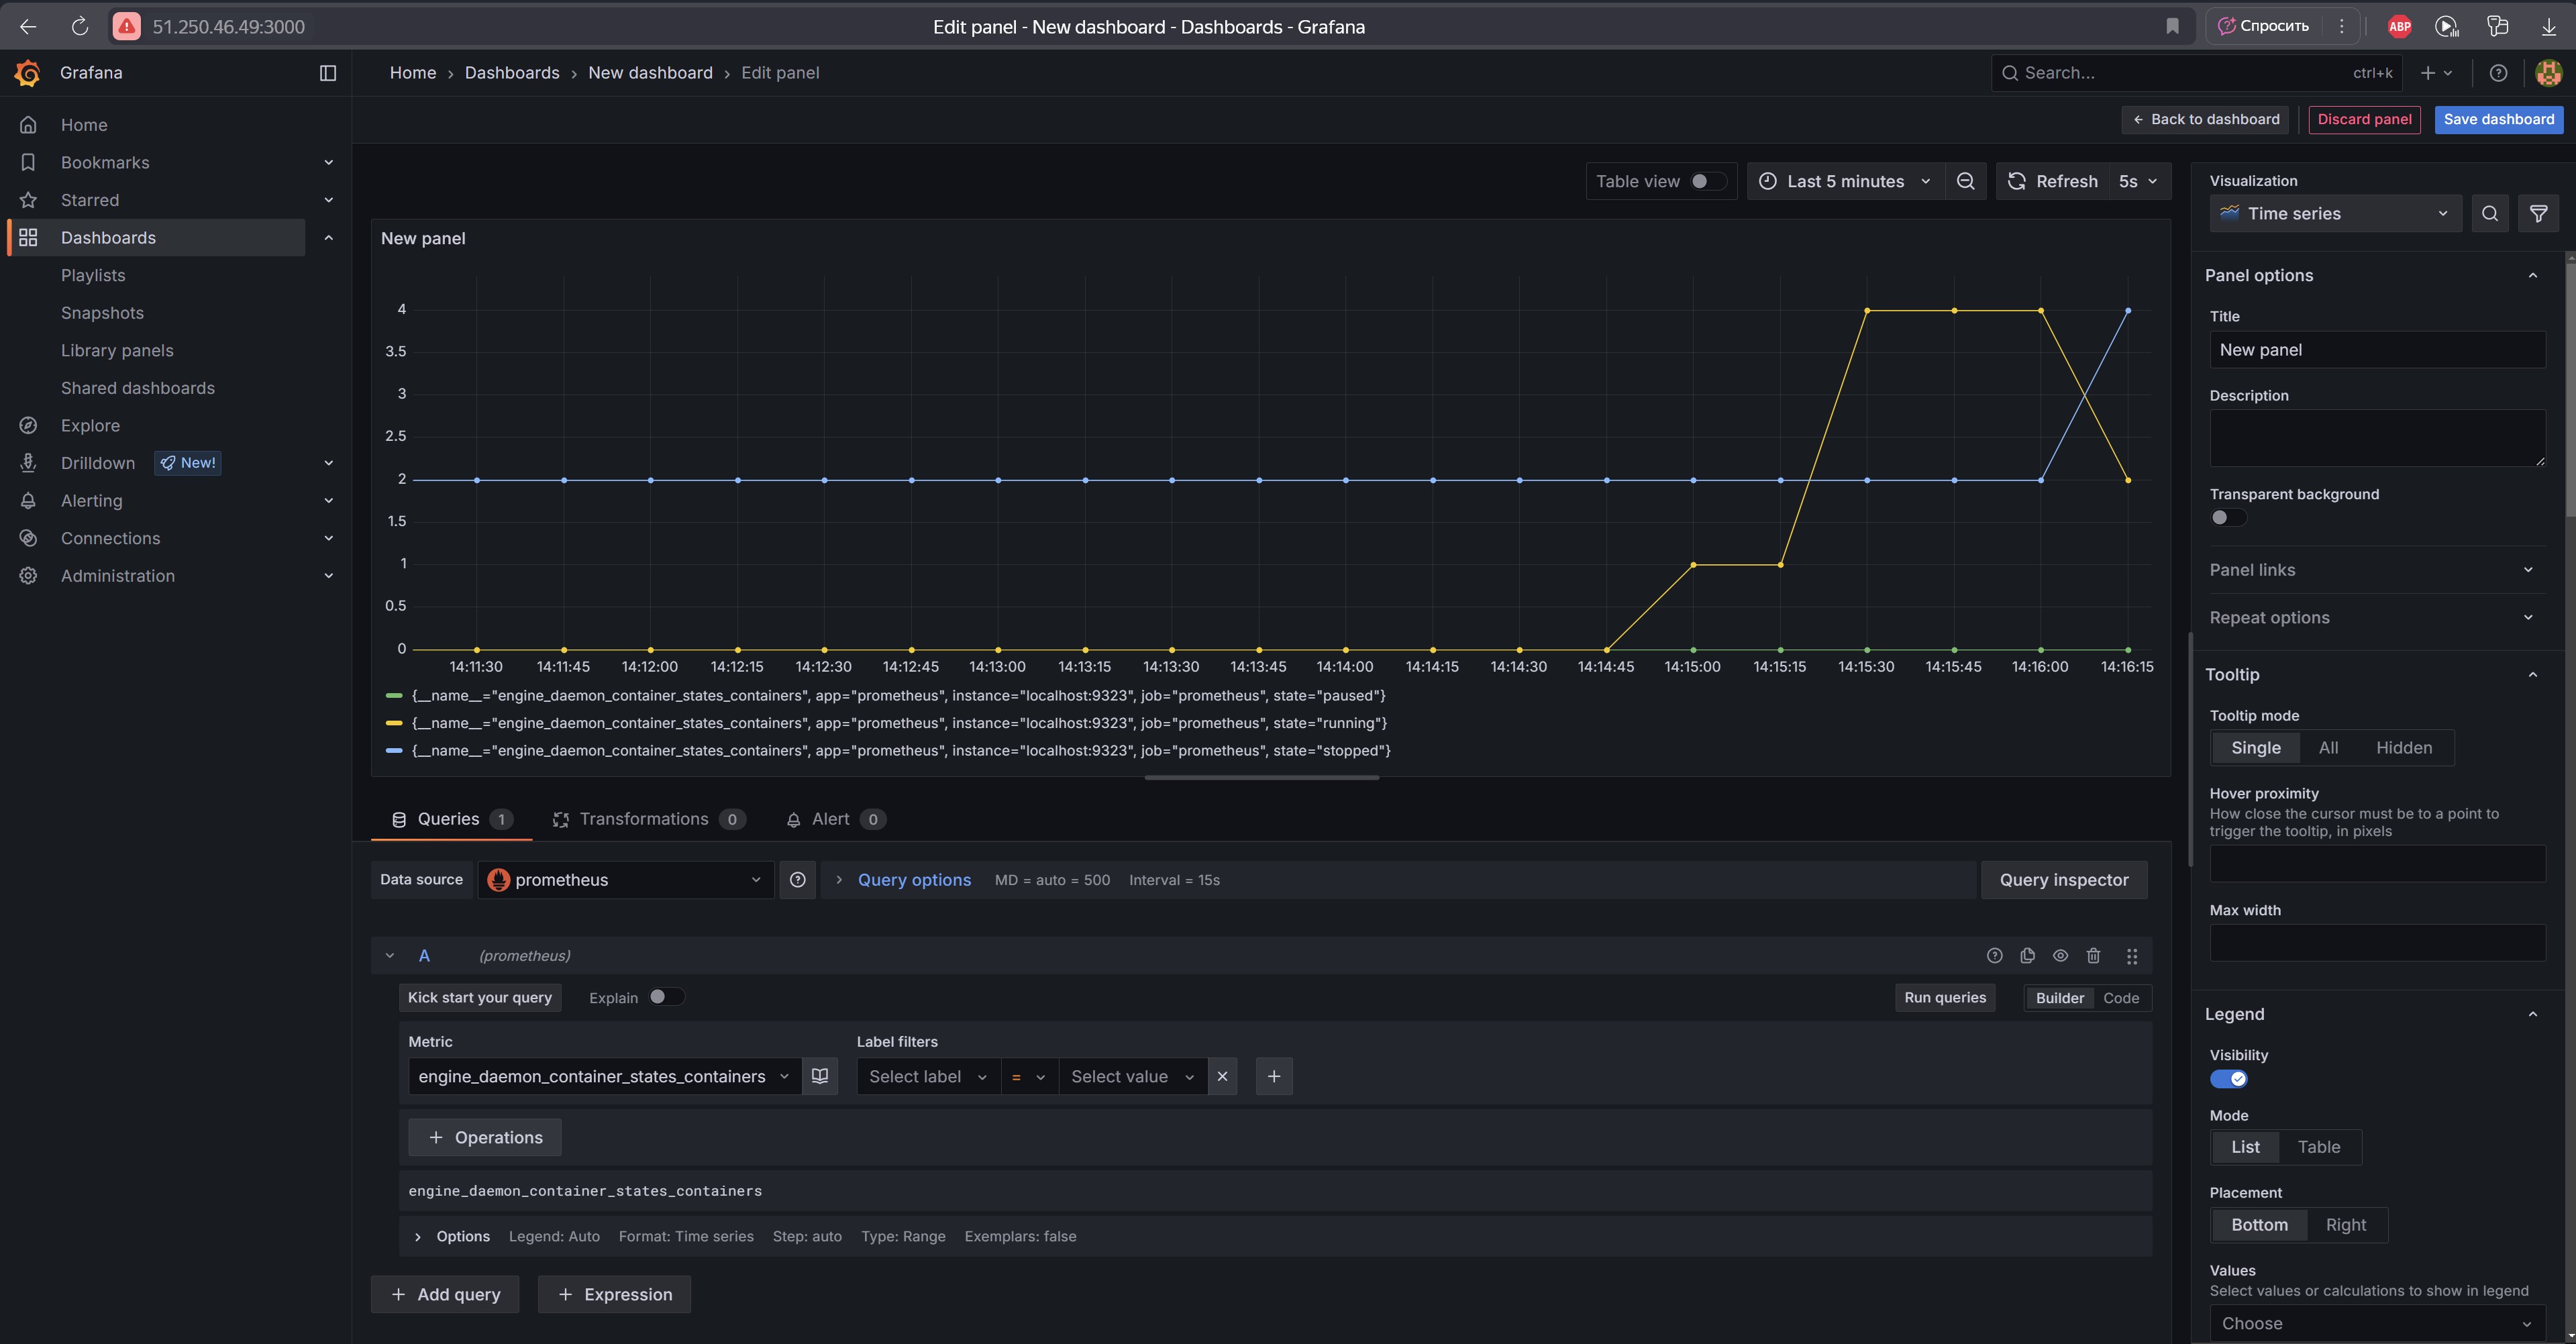 51.250.46.49:3000
Edit panel - New dashboard - Dashboards - Grafana
Спросить
ABP
Grafana
Home › Dashboards › New dashboard › Edit panel
Search...
ctrl+k
Back to dashboard
Discard panel
Save dashboard
Home
Bookmarks
Starred
Dashboards
Playlists
Snapshots
Library panels
Shared dashboards
Explore
Drilldown New!
Alerting
Connections
Administration
Table view
Last 5 minutes
Refresh
5s
New panel
4
3.5
3
2.5
2
1.5
1
0.5
0
14:11:30 14:11:45 14:12:00 14:12:15 14:12:30 14:12:45 14:13:00 14:13:15 14:13:30 14:13:45 14:14:00 14:14:15 14:14:30 14:14:45 14:15:00 14:15:15 14:15:30 14:15:45 14:16:00 14:16:15
{__name__="engine_daemon_container_states_containers", app="prometheus", instance="localhost:9323", job="prometheus", state="paused"}
{__name__="engine_daemon_container_states_containers", app="prometheus", instance="localhost:9323", job="prometheus", state="running"}
{__name__="engine_daemon_container_states_containers", app="prometheus", instance="localhost:9323", job="prometheus", state="stopped"}
Queries 1
Transformations 0
Alert 0
Data source
prometheus
Query options
MD = auto = 500
Interval = 15s
Query inspector
A
(prometheus)
Kick start your query
Explain
Run queries
Builder
Code
Metric
Label filters
engine_daemon_container_states_containers
Select label
=
Select value
+ Operations
engine_daemon_container_states_containers
Options
Legend: Auto
Format: Time series
Step: auto
Type: Range
Exemplars: false
+ Add query
+ Expression
Visualization
Time series
Panel options
Title
New panel
Description
Transparent background
Panel links
Repeat options
Tooltip
Tooltip mode
Single
All
Hidden
Hover proximity
How close the cursor must be to a point to
trigger the tooltip, in pixels
Max width
Legend
Visibility
Mode
List
Table
Placement
Bottom
Right
Values
Select values or calculations to show in legend
Choose